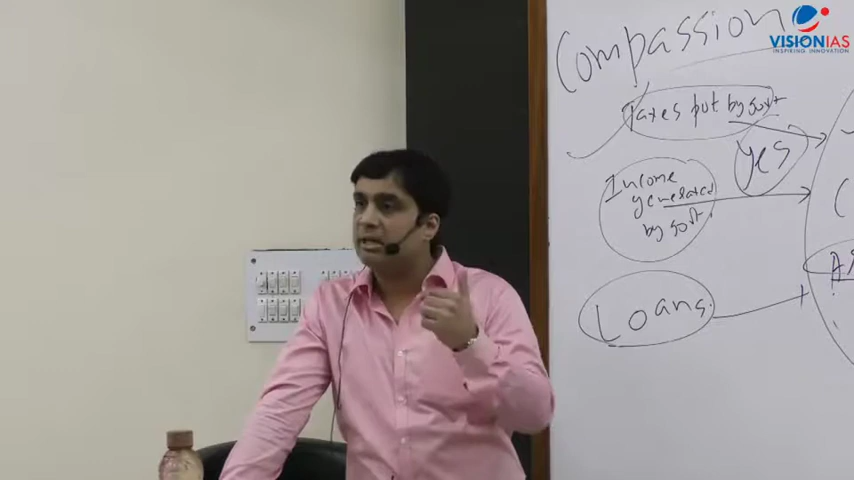 Compassion
VISIONIAS
INSPIRING INNOVATION
Taxes put by govt
Yes
Income
generated
by govt
Loans